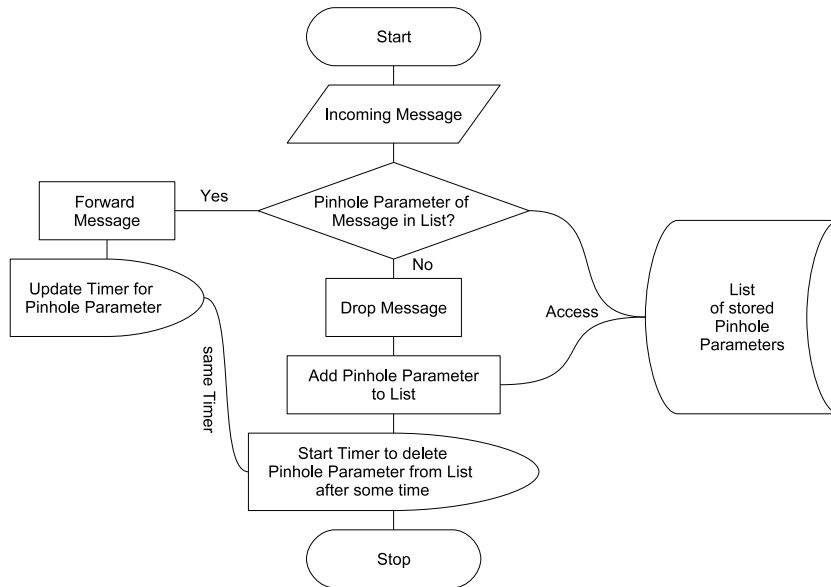 Start
Incoming Message
Pinhole Parameter of
Message in List?
Yes
Forward
Message
Update Timer for
Pinhole Parameter
No
Drop Message
Access
List
of stored
Pinhole
Parameters
Add Pinhole Parameter
to List
same Timer
Start Timer to delete
Pinhole Parameter from List
after some time
Stop